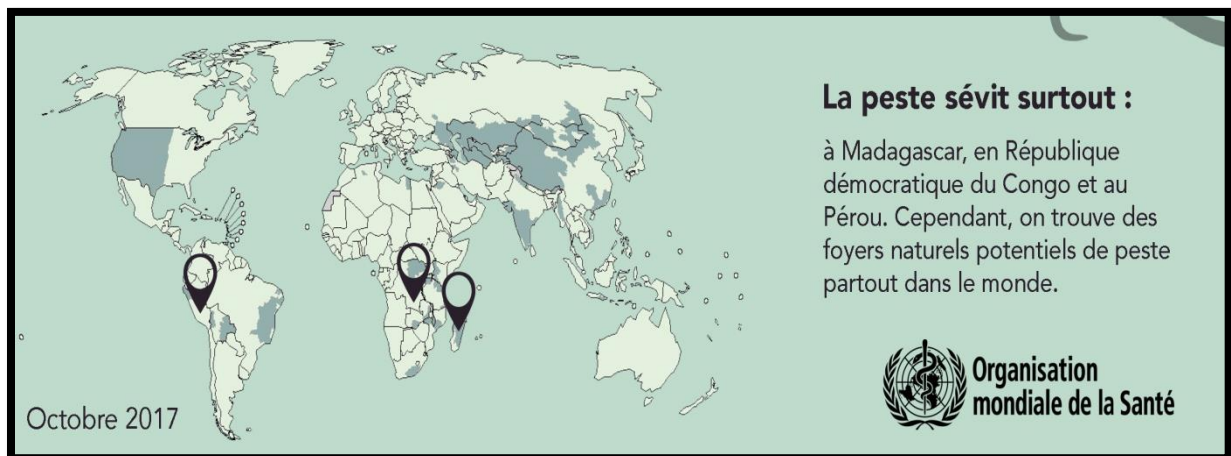 La peste sévit surtout :
à Madagascar, en République
démocratique du Congo et au
Pérou. Cependant, on trouve des
foyers naturels potentiels de peste
partout dans le monde.
Organisation
mondiale de la Santé
Octobre 2017